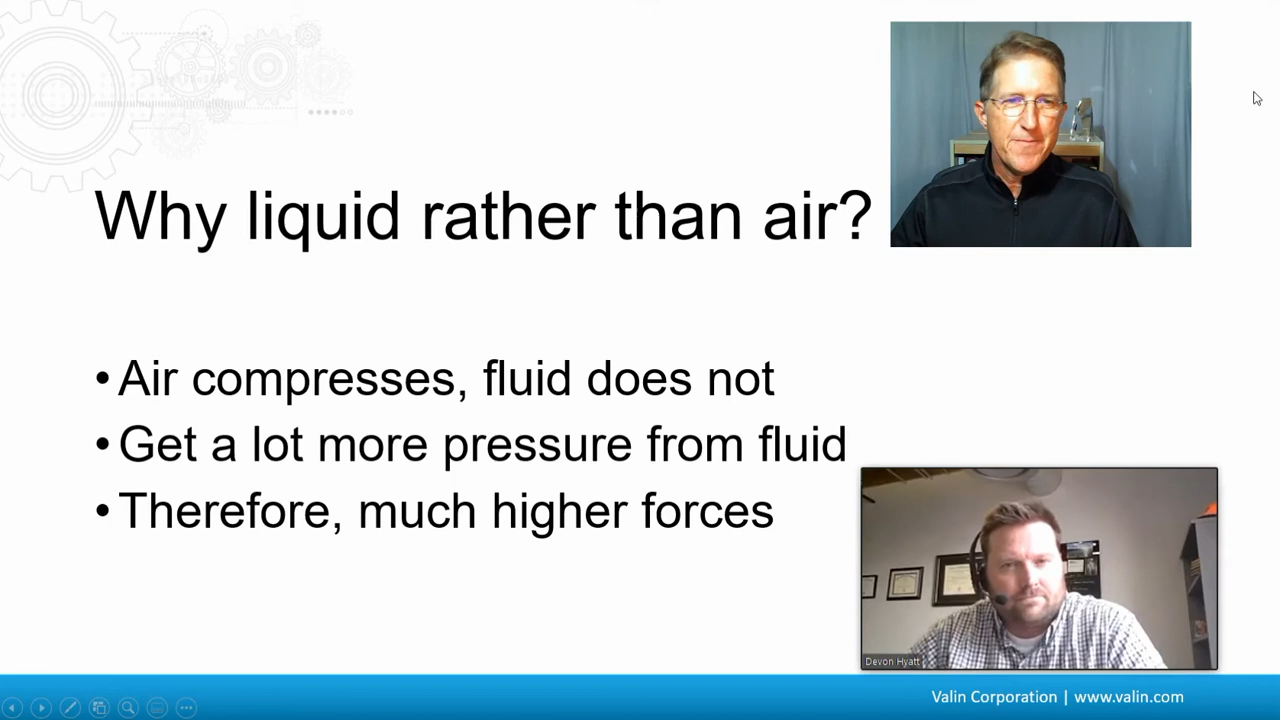 Why liquid rather than air?
• Air compresses, fluid does not
• Get a lot more pressure from fluid
• Therefore, much higher forces
Devon Hyatt
Valin Corporation | www.valin.com